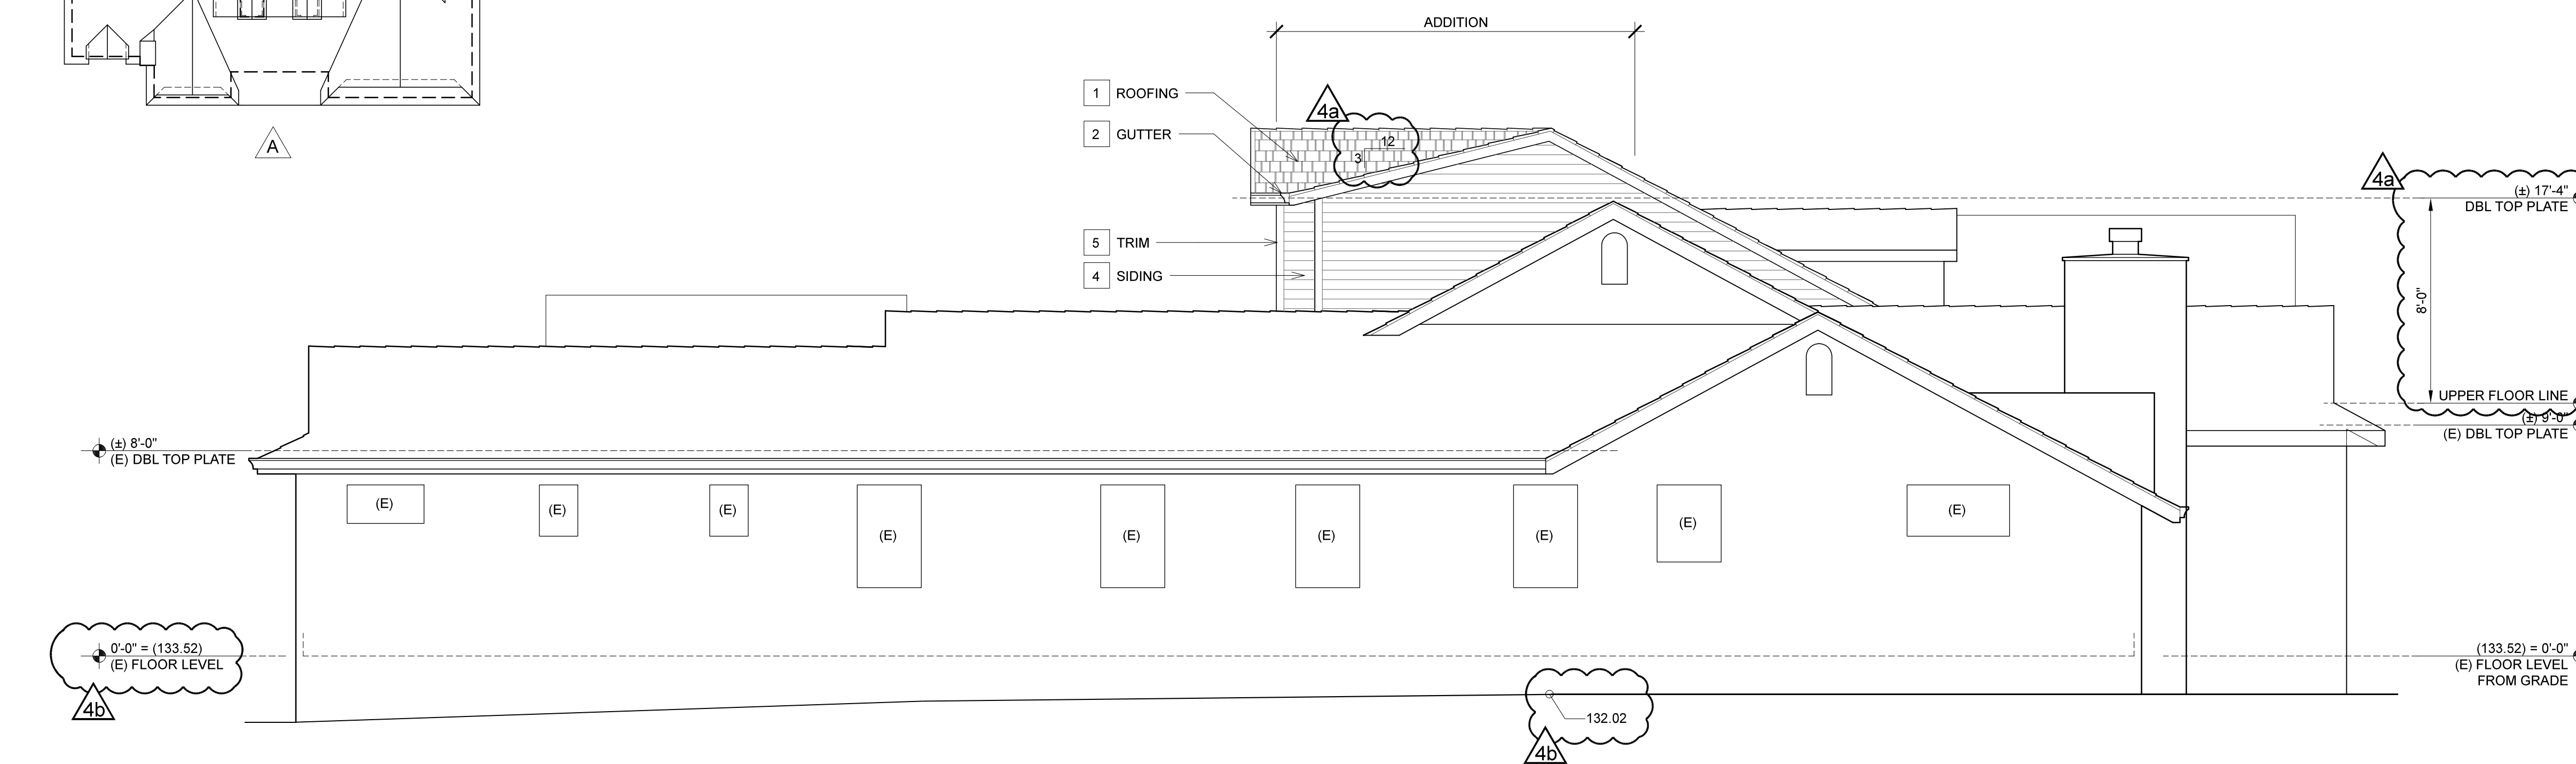 ADDITION
1 ROOFING
4a
2 GUTTER
12
3
A
4a
(±) 17'-4"
DBL TOP PLATE
5 TRIM
4 SIDING
8'-0"
UPPER FLOOR LINE
(±) 9'-0"
(E) DBL TOP PLATE
(±) 8'-0"
(E) DBL TOP PLATE
(E)
(E)
(E)
(E)
(E)
(E)
(E)
(E)
(E)
0'-0" = (133.52)
(E) FLOOR LEVEL
4b
(133.52) = 0'-0"
(E) FLOOR LEVEL
FROM GRADE
132.02
4b